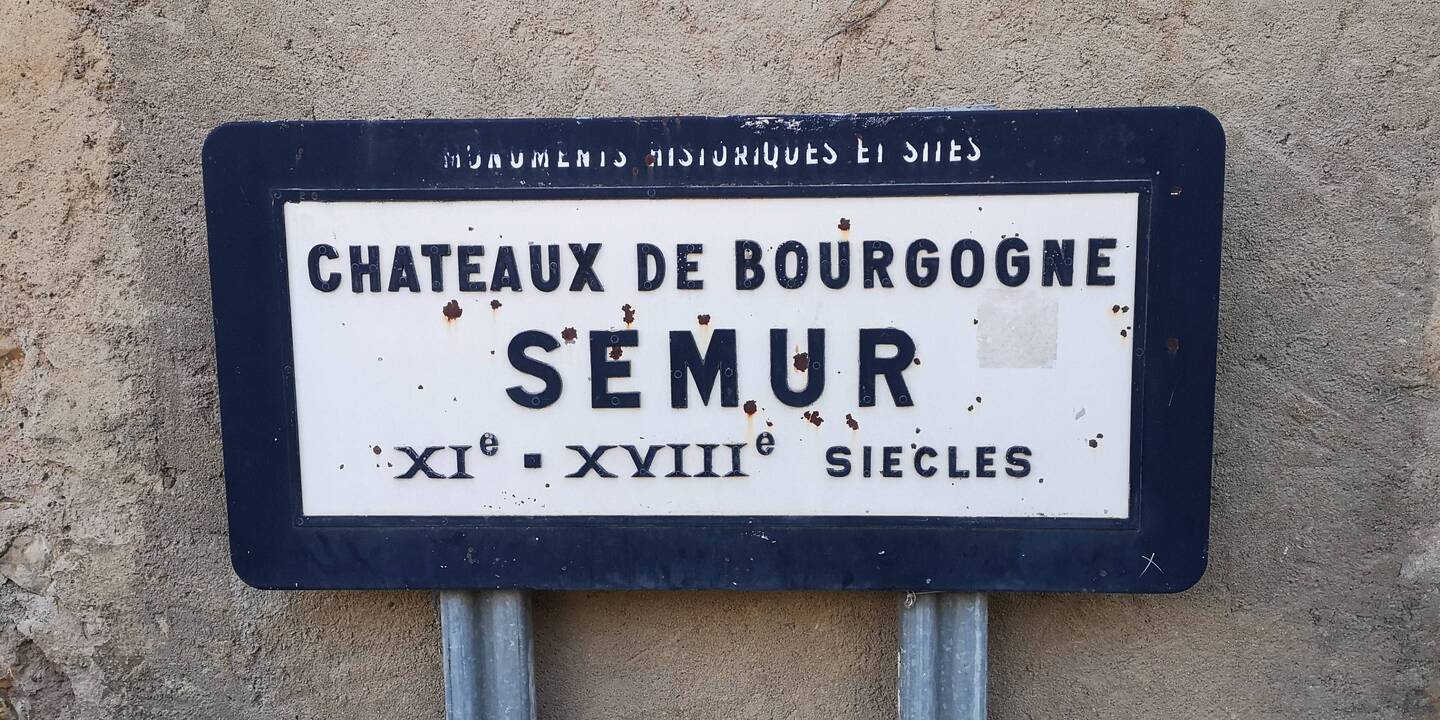 MONUMENTS HISTORIQUES ET SITES
CHATEAUX DE BOURGOGNE
SEMUR
XIe ▪ XVIIIe SIECLES